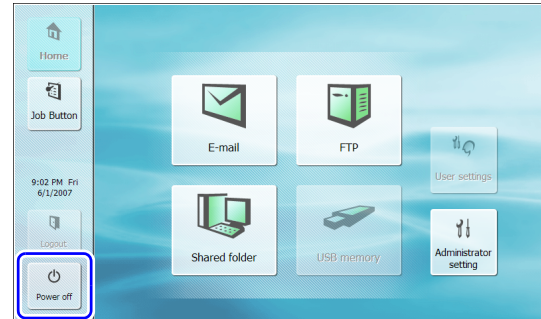 Home
Job Button
9:02 PM Fri
6/1/2007
Logout
Power off
E-mail
FTP
Shared folder
USB memory
User settings
Administrator
setting